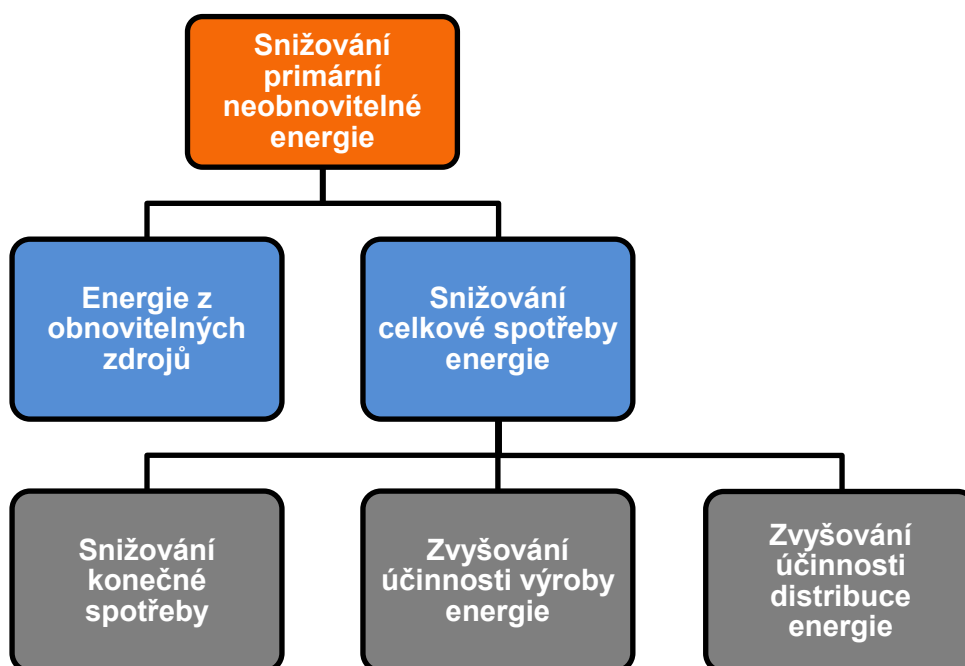 Snižování
primární
neobnovitelné
energie
Energie z
obnovitelných
zdrojů
Snižování
celkové spotřeby
energie
Snižování
konečné
spotřeby
Zvyšování
účinnosti výroby
energie
Zvyšování
účinnosti
distribuce
energie